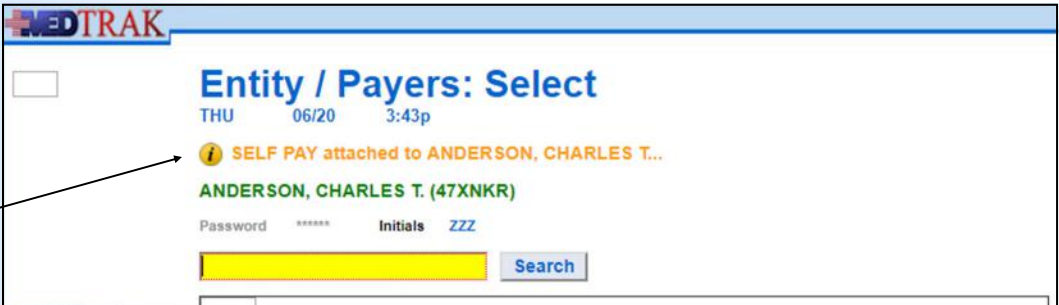 MEDTRAK
Entity / Payers: Select
THU 06/20 3:43p
i SELF PAY attached to ANDERSON, CHARLES T...
ANDERSON, CHARLES T. (47XNKR)
Password ****** Initials ZZZ
Search